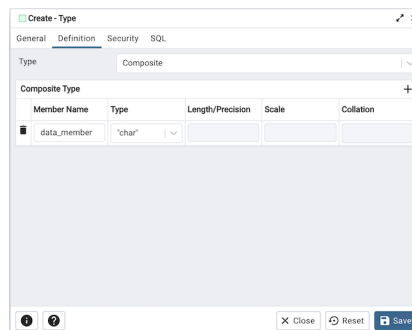 Create - Type
General Definition Security SQL
Type Composite
Composite Type
Member Name Type Length/Precision Scale Collation
data_member "char"
Close Reset Save